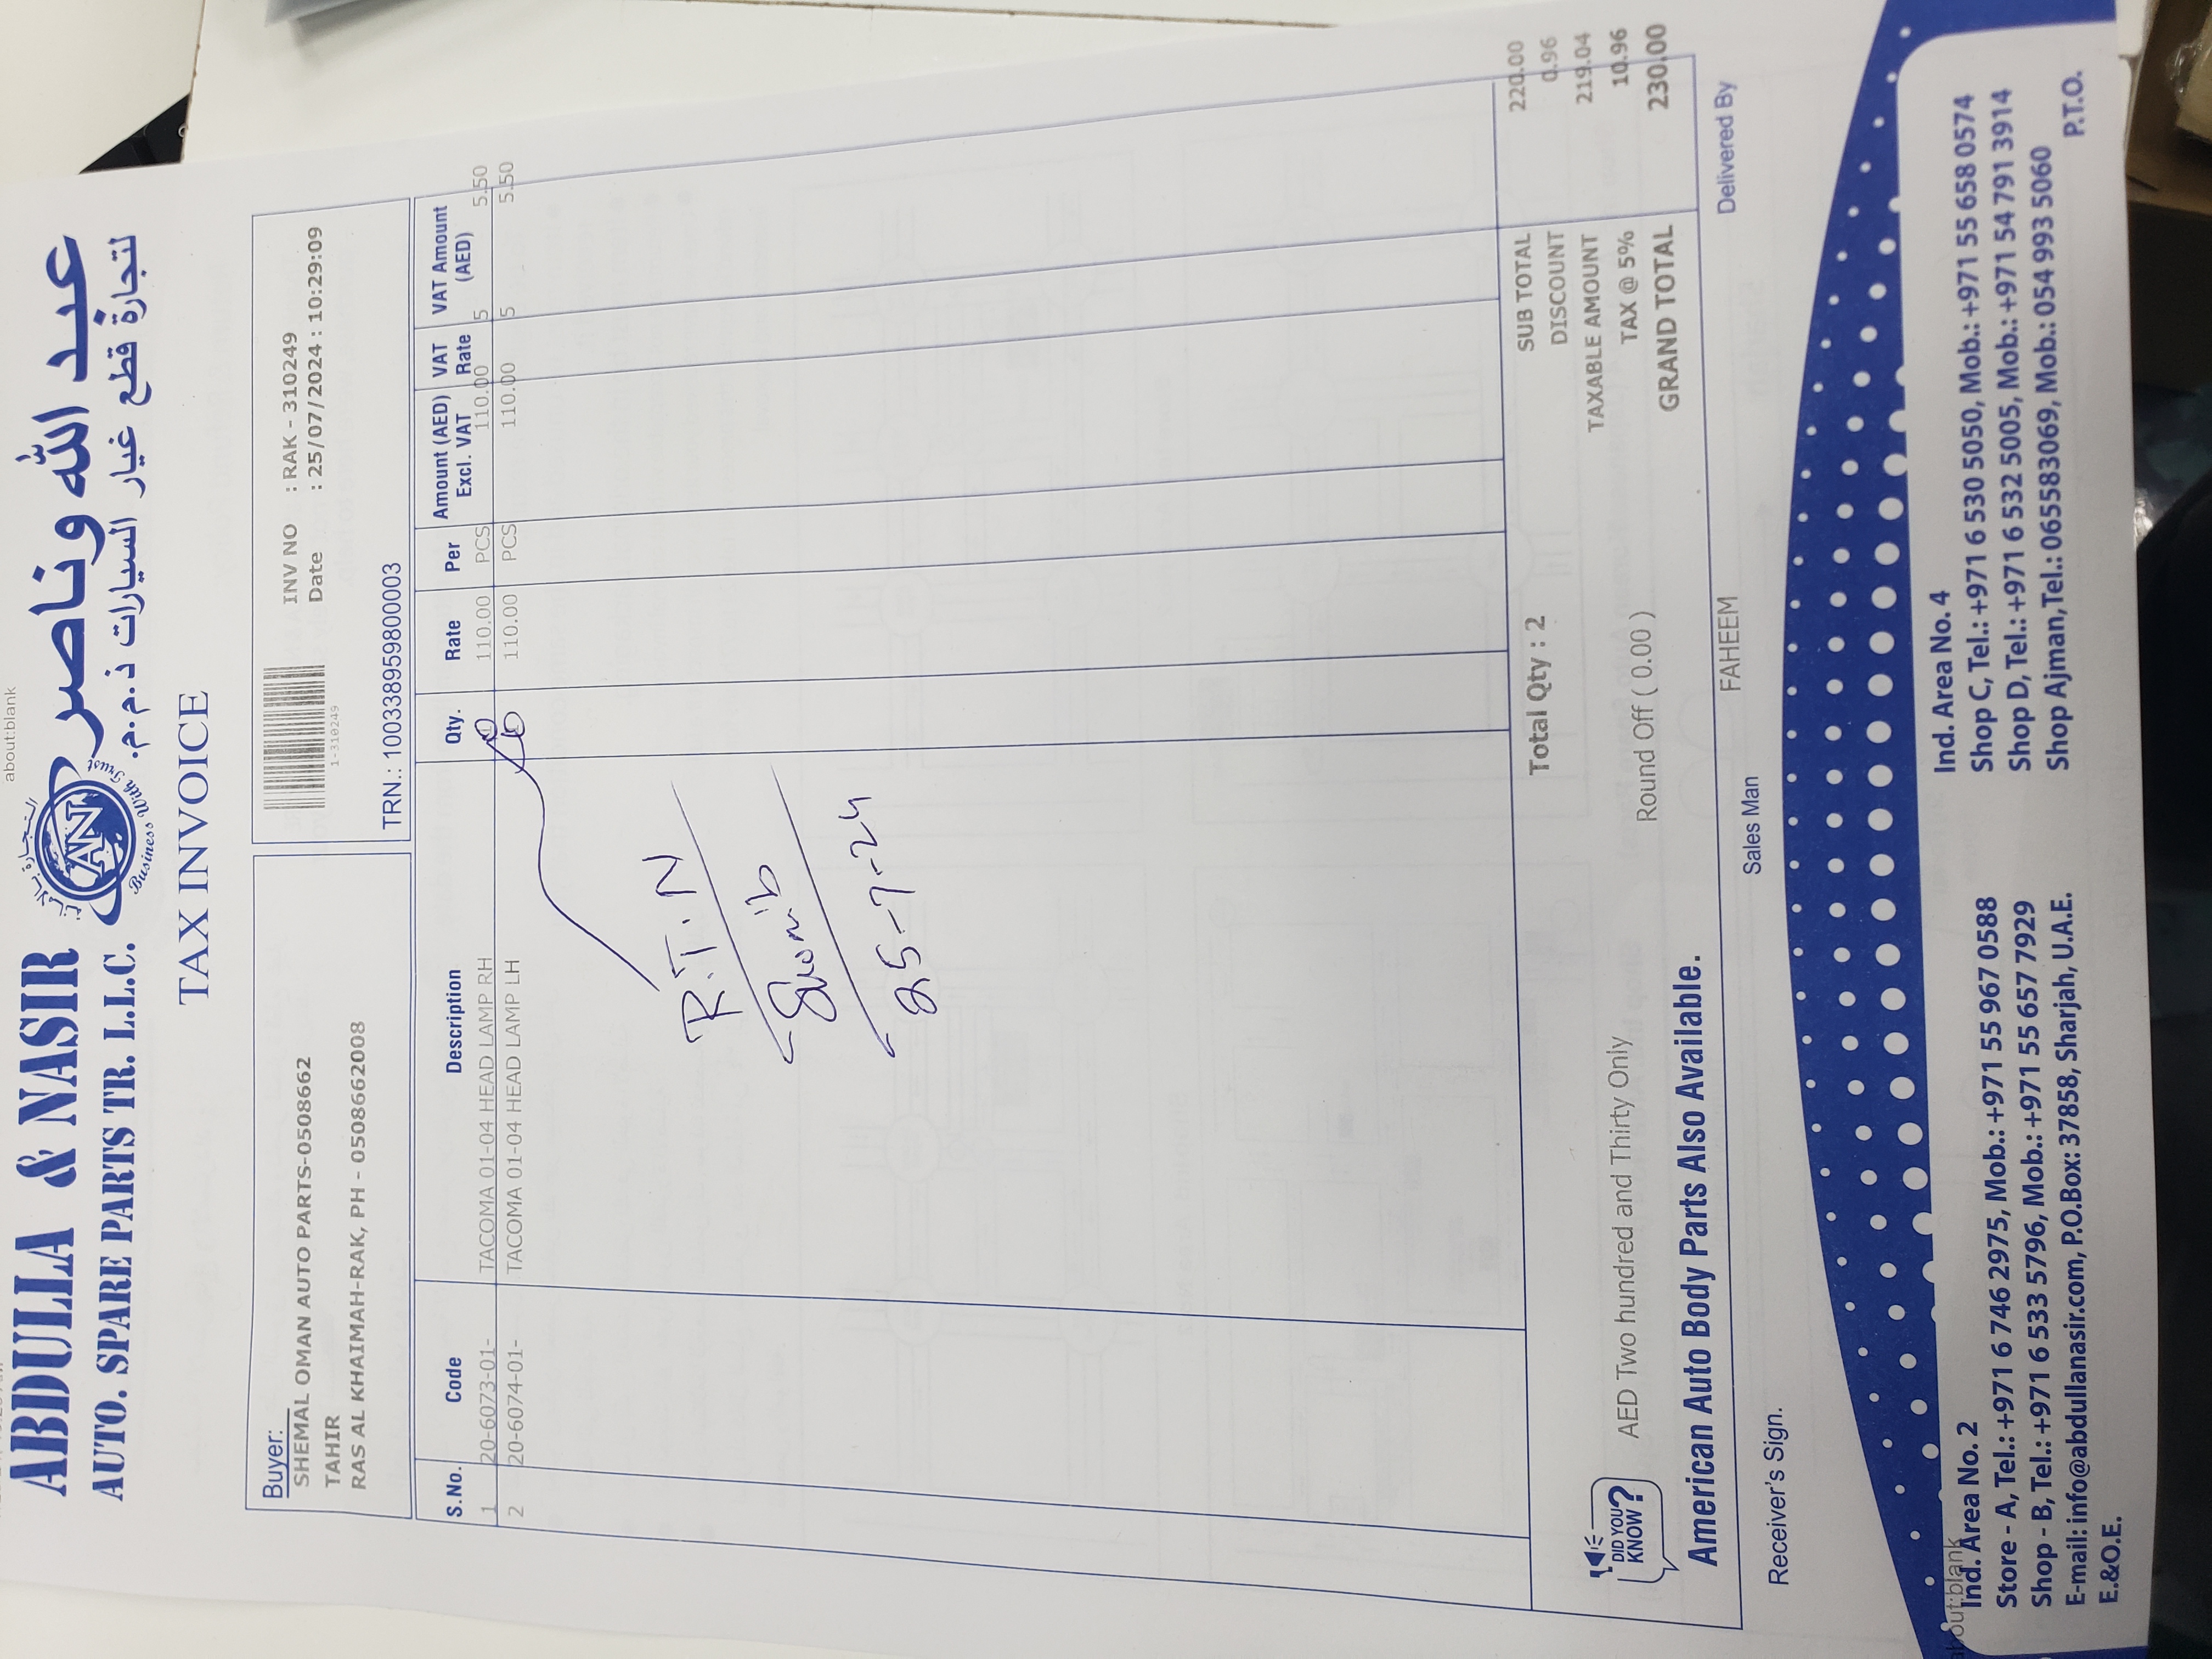 about:blank
ABDULLA & NASIR
AUTO. SPARE PARTS TR. L.L.C.
عبد الله وناصر
لتجارة قطع غيار السيارات ذ.م.م.
AN
Business With Trust
TAX INVOICE
Buyer:
SHEMAL OMAN AUTO PARTS-0508662
TAHIR
RAS AL KHAIMAH-RAK, PH - 0508662008
1-310249
INV NO : RAK - 310249
Date : 25/07/2024 : 10:29:09
TRN.: 100338959800003
S.No. Code Description Qty. Rate Per Amount (AED) Excl. VAT VAT Rate VAT Amount (AED)
1 20-6073-01- TACOMA 01-04 HEAD LAMP RH 110.00 PCS 110.00 5 5.50
2 20-6074-01- TACOMA 01-04 HEAD LAMP LH 110.00 PCS 110.00 5 5.50
R.T.N
25-7-24
Total Qty : 2
SUB TOTAL 220.00
DISCOUNT 0.96
TAXABLE AMOUNT 219.04
TAX @ 5% 10.96
GRAND TOTAL 230.00
AED Two hundred and Thirty Only
Round Off ( 0.00 )
DID YOU KNOW?
American Auto Body Parts Also Available.
Receiver's Sign.
Sales Man
FAHEEM
Delivered By
about:blank
Ind. Area No. 2
Store - A, Tel.: +971 6 746 2975, Mob.: +971 55 967 0588
Shop - B, Tel.: +971 6 533 5796, Mob.: +971 55 657 7929
E-mail: info@abdullanasir.com, P.O.Box: 37858, Sharjah, U.A.E.
E.&O.E.
Ind. Area No. 4
Shop C, Tel.: +971 6 530 5050, Mob.: +971 55 658 0574
Shop D, Tel.: +971 6 532 5005, Mob.: +971 54 791 3914
Shop Ajman, Tel.: 065583069, Mob.: 054 993 5060
P.T.O.